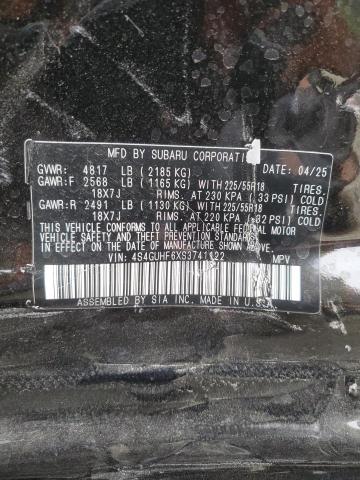 MFD BY SUBARU CORPORATION
GVWR: 4817 LB (2185 KG) DATE: 04/25
GAWR:F 2568 LB (1165 KG) WITH 225/55R18 TIRES.
18X7J RIMS. AT 230 KPA ( 33 PSI) COLD
GAWR:R 2491 LB (1130 KG) WITH 225/55R18 TIRES.
18X7J RIMS. AT 220 KPA ( 32 PSI) COLD
THIS VEHICLE CONFORMS TO ALL APPLICABLE FEDERAL MOTOR
VEHICLE SAFETY, BUMPER, AND THEFT
PREVENTION STANDARDS IN EFFECT ON THE
DATE OF MANUFACTURE SHOWN ABOVE.
VIN: 4S4GUHF6XS3741122 MPV
ASSEMBLED BY SIA INC. MADE IN U.S.A.